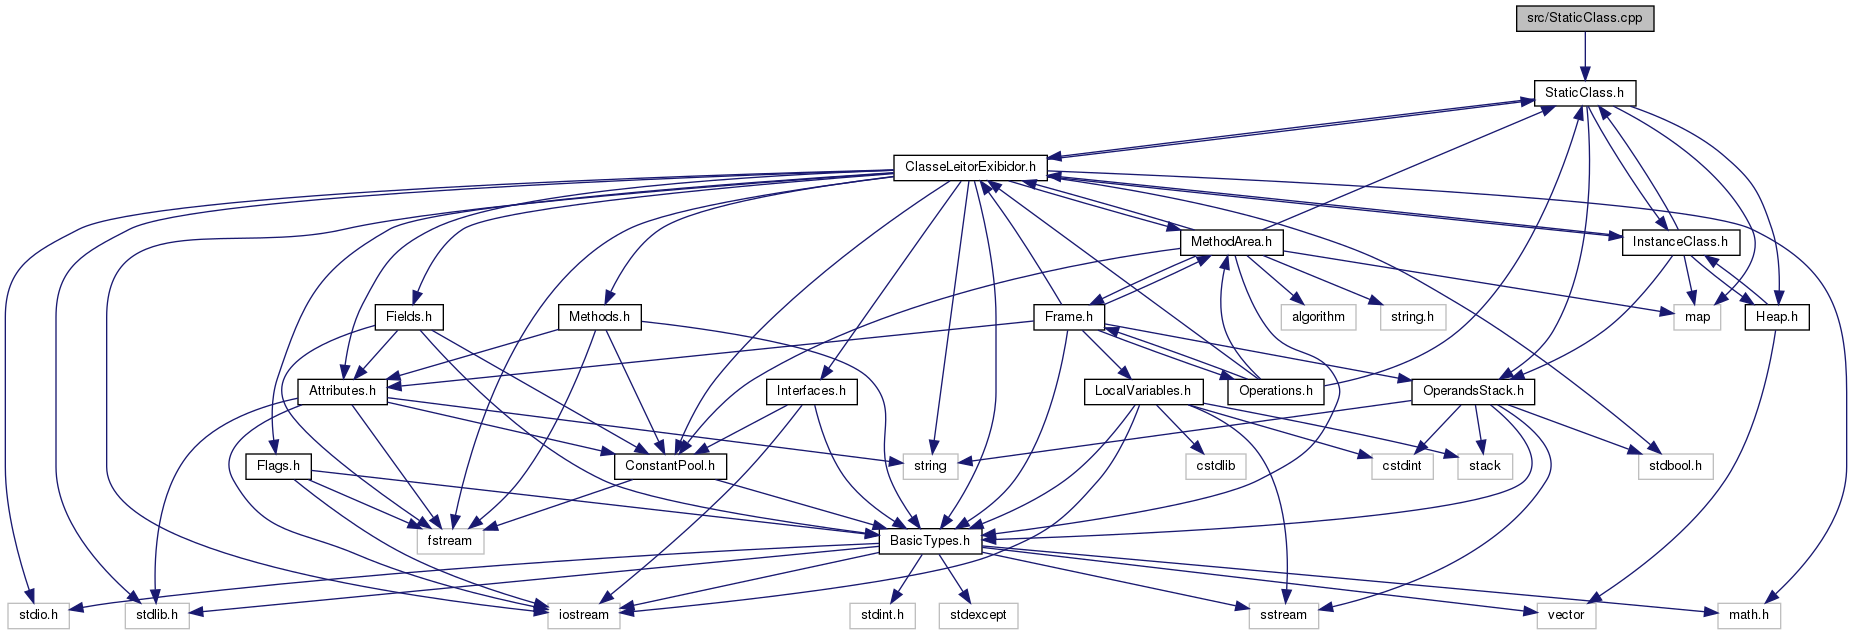 src/StaticClass.cpp
StaticClass.h
ClasseLeitorExibidor.h
MethodArea.h
InstanceClass.h
Fields.h
Methods.h
Frame.h
algorithm
string.h
map
Heap.h
Attributes.h
Interfaces.h
LocalVariables.h
Operations.h
OperandsStack.h
Flags.h
ConstantPool.h
string
cstdlib
cstdint
stack
stdbool.h
fstream
BasicTypes.h
stdio.h
stdlib.h
iostream
stdint.h
stdexcept
sstream
vector
math.h